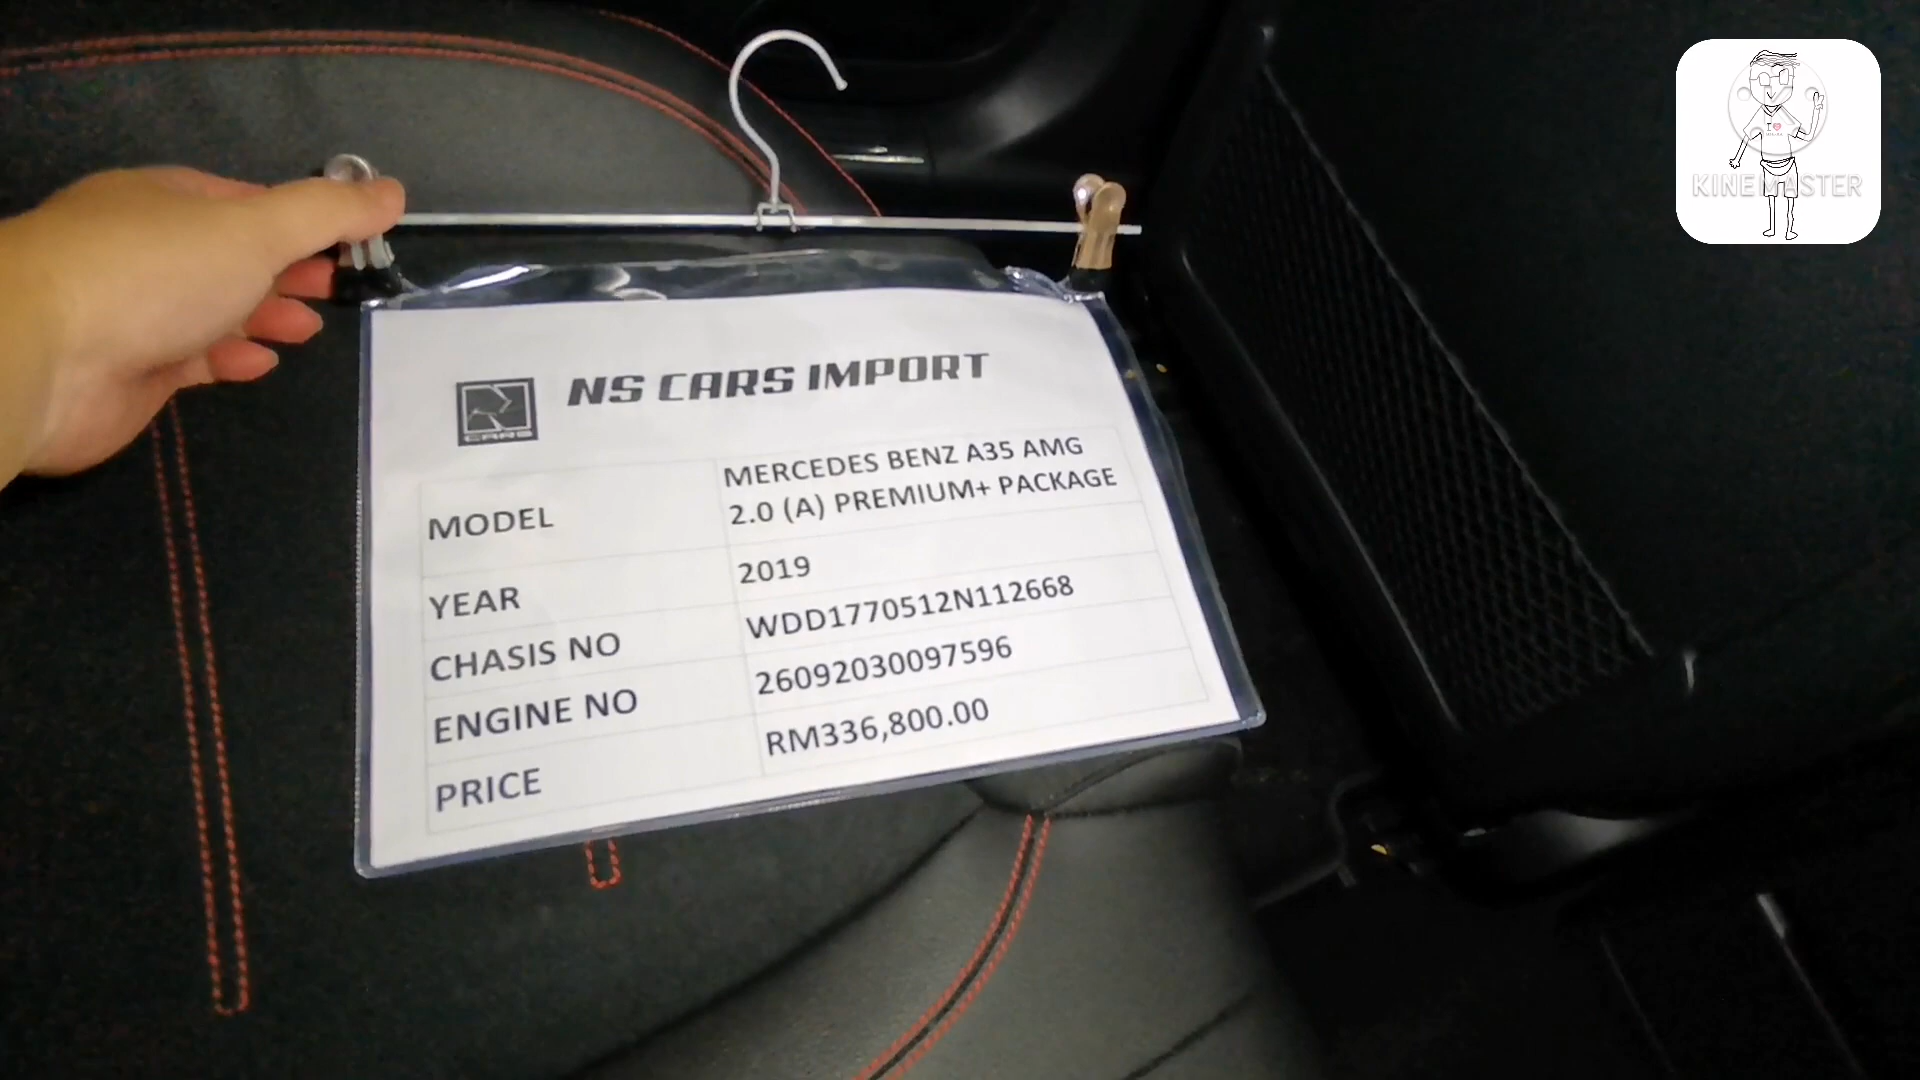 KINEMASTER
I
NS CARS IMPORT
CARS
MODEL
MERCEDES BENZ A35 AMG
2.0 (A) PREMIUM+ PACKAGE
YEAR
2019
CHASIS NO
WDD1770512N112668
ENGINE NO
26092030097596
PRICE
RM336,800.00